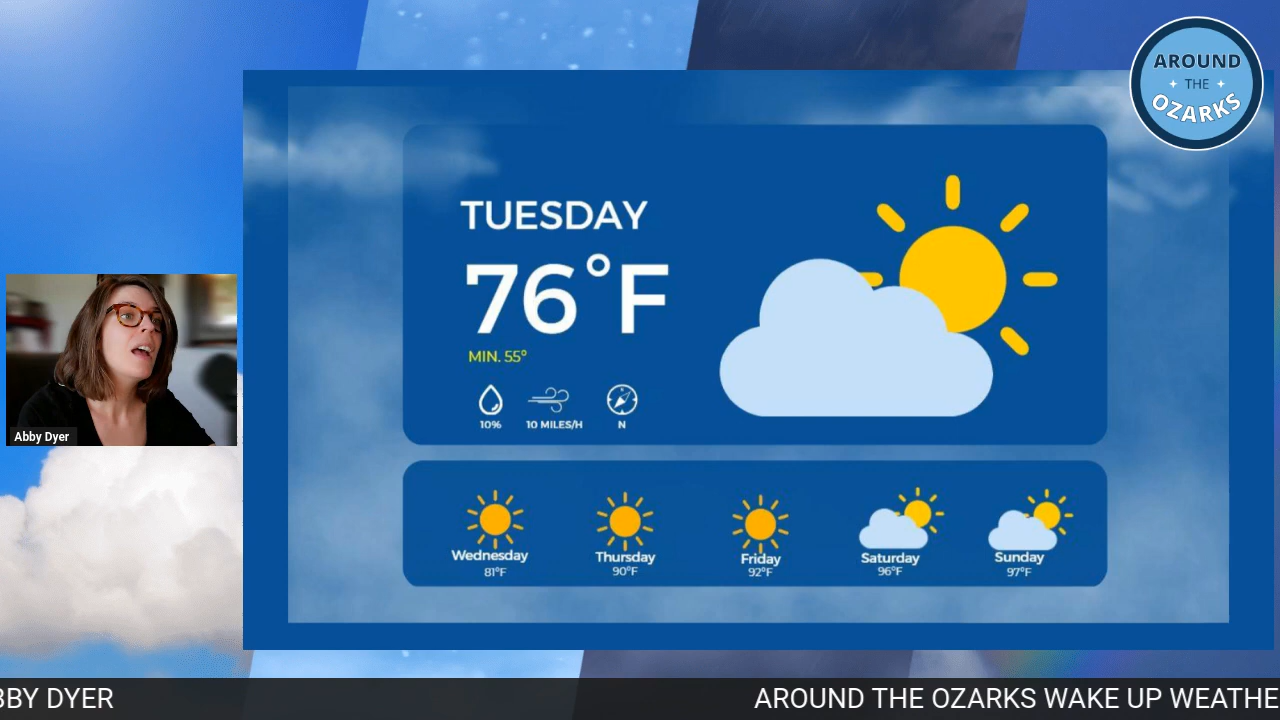 AROUND
THE
OZARKS
TUESDAY
76°F
MIN. 55°
10%
10 MILES/H
N
Wednesday
81°F
Thursday
90°F
Friday
92°F
Saturday
96°F
Sunday
97°F
Abby Dyer
BBY DYER
AROUND THE OZARKS WAKE UP WEATHE